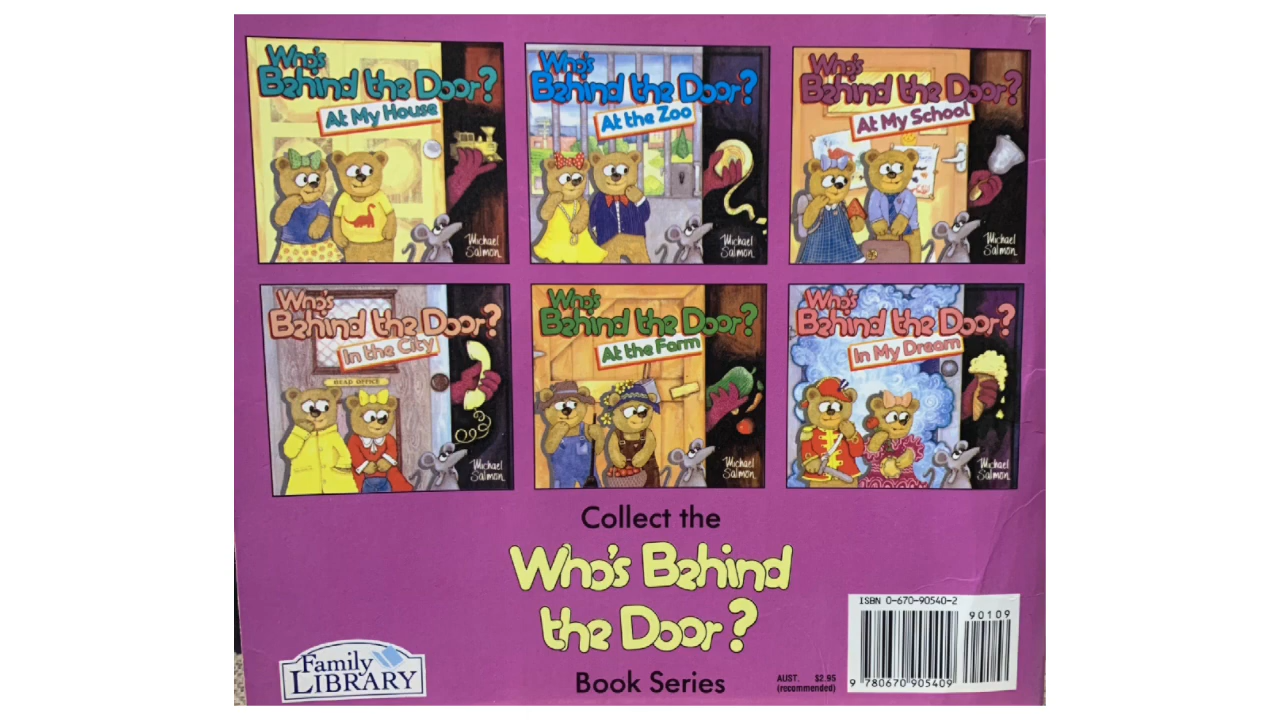 Who's
Behind the Door?
At My House
Michael
Salmon
Who's
Behind the Door?
At the Zoo
Michael
Salmon
Who's
Behind the Door?
At My School
Michael
Salmon
Who's
Behind the Door?
In the City
HEAD OFFICE
Michael
Salmon
Who's
Behind the Door?
At the Farm
Michael
Salmon
Who's
Behind the Door?
In My Dream
Michael
Salmon
Collect the
Who's Behind
the Door?
Book Series
Family
LIBRARY
AUST. $2.95
(recommended)
ISBN 0-670-90540-2
90109
9 780670 905409